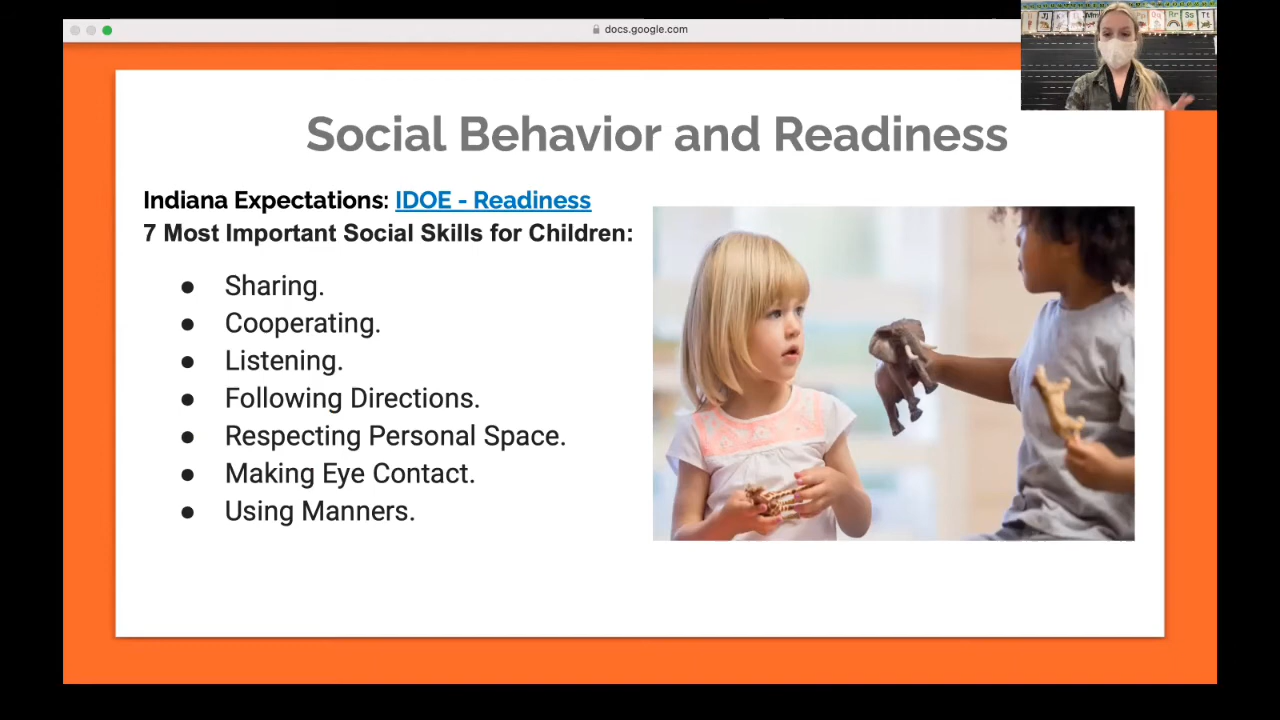 docs.google.com
Social Behavior and Readiness
Indiana Expectations: IDOE - Readiness
7 Most Important Social Skills for Children:
● Sharing.
● Cooperating.
● Listening.
● Following Directions.
● Respecting Personal Space.
● Making Eye Contact.
● Using Manners.